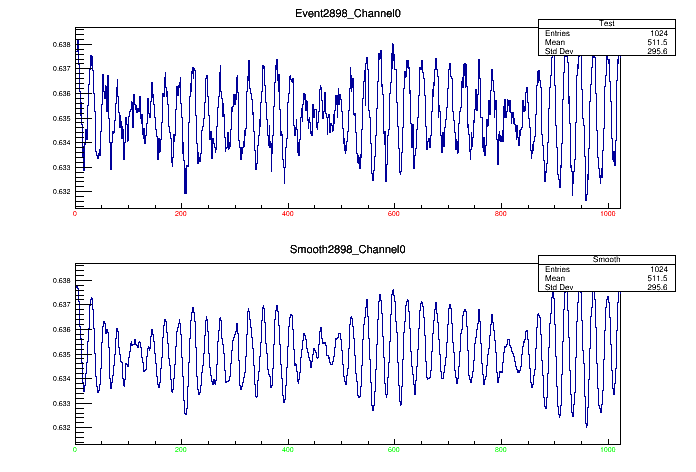 Event2898_Channel0
Test
Entries 1024
Mean 511.5
Std Dev 295.6
0.638
0.637
0.636
0.635
0.634
0.633
0.632
0 200 400 600 800 1000
Smooth2898_Channel0
Smooth
Entries 1024
Mean 511.5
Std Dev 295.6
0.638
0.637
0.636
0.635
0.634
0.633
0.632
0 200 400 600 800 1000